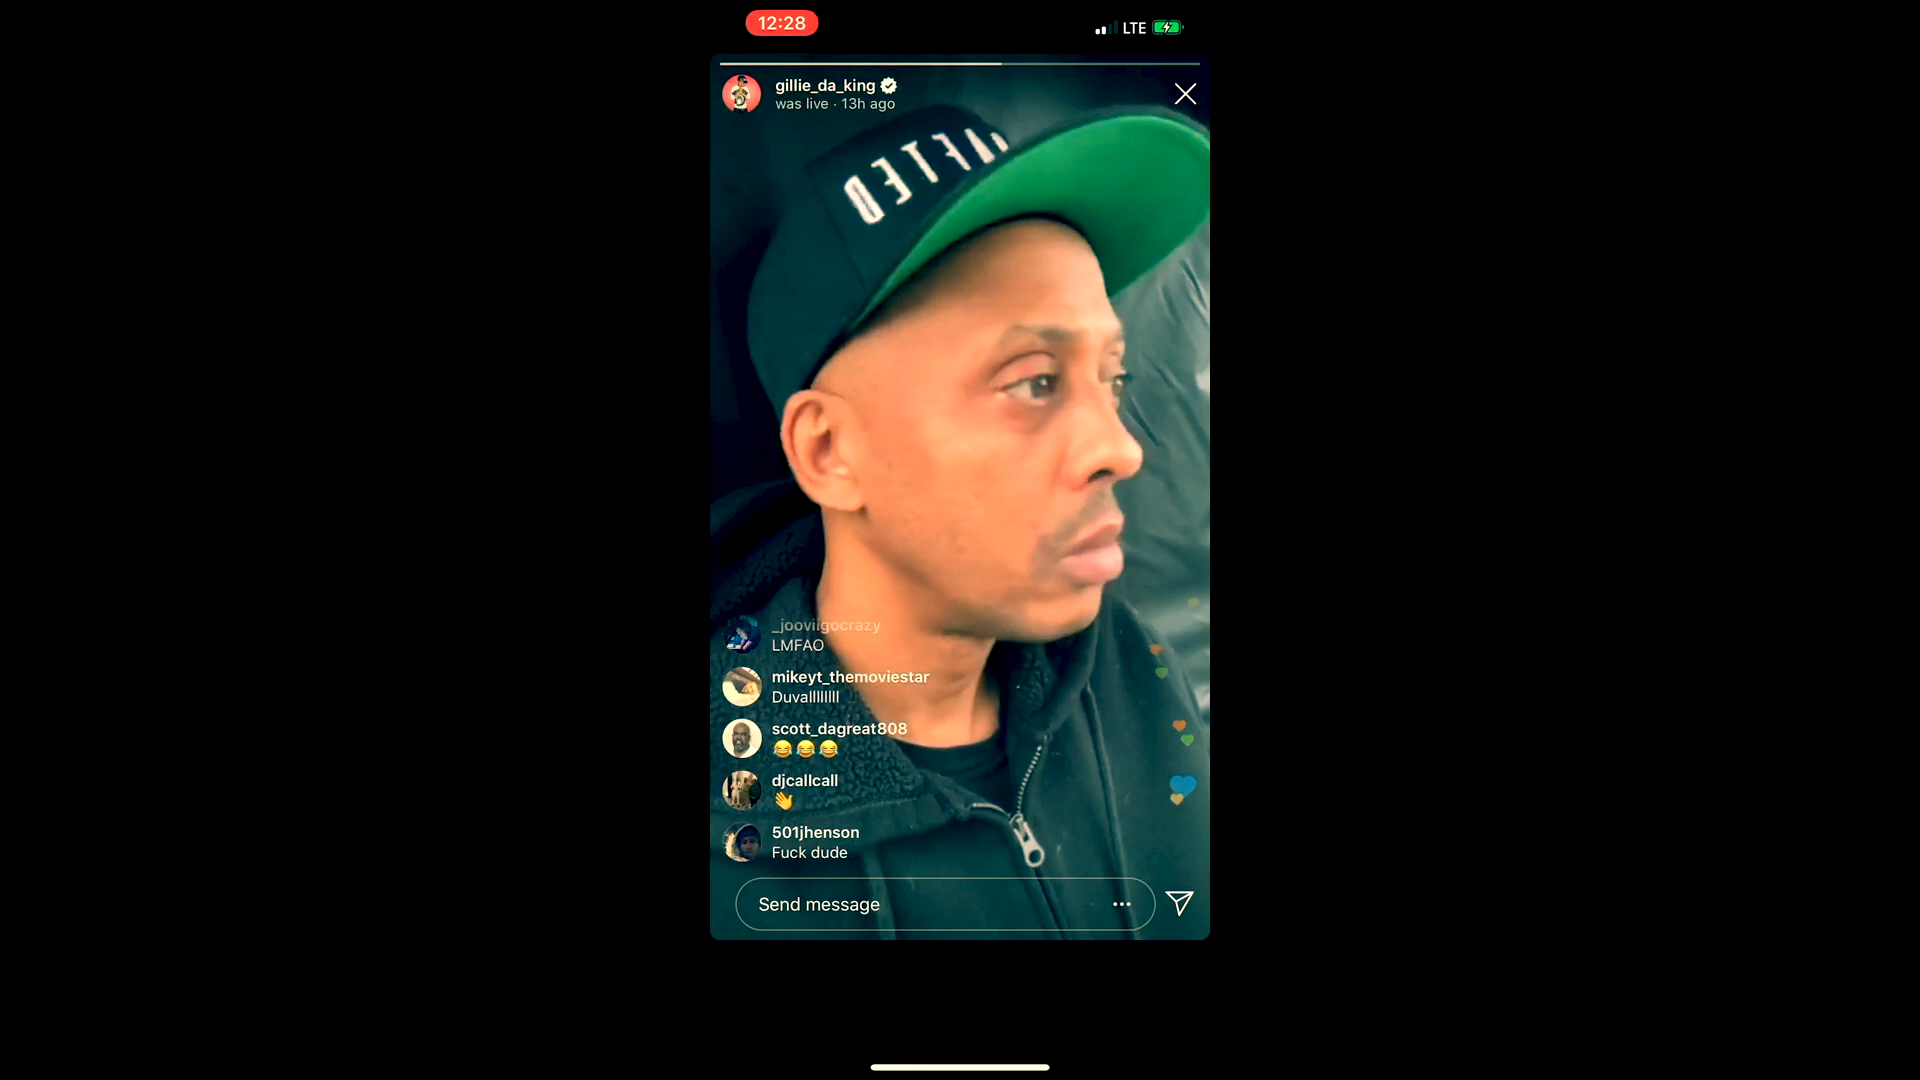 12:28
LTE
gillie_da_king
was live · 13h ago
_jooviigocrazy
LMFAO
mikeyt_themoviestar
Duvallllllll
scott_dagreat808
😂😂😂
djcallcall
👋
501jhenson
Fuck dude
Send message